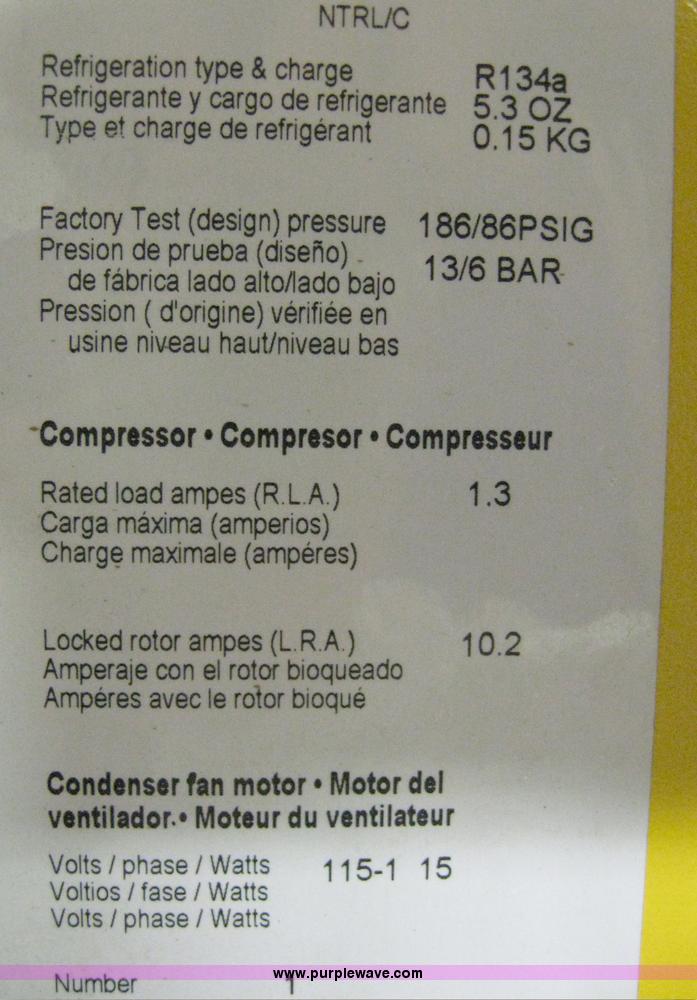 NTRL/C
Refrigeration type & charge R134a
Refrigerante y cargo de refrigerante 5.3 OZ
Type et charge de refrigérant 0.15 KG
Factory Test (design) pressure 186/86PSIG
Presion de prueba (diseño) 13/6 BAR
de fábrica lado alto/lado bajo
Pression ( d'origine) vérifiée en
usine niveau haut/niveau bas
Compressor • Compresor • Compresseur
Rated load ampes (R.L.A.) 1.3
Carga máxima (amperios)
Charge maximale (ampéres)
Locked rotor ampes (L.R.A.) 10.2
Amperaje con el rotor bioqueado
Ampéres avec le rotor bioqué
Condenser fan motor • Motor del
ventilador.• Moteur du ventilateur
Volts / phase / Watts 115-1 15
Voltios / fase / Watts
Volts / phase / Watts
www.purplewave.com
Number 1